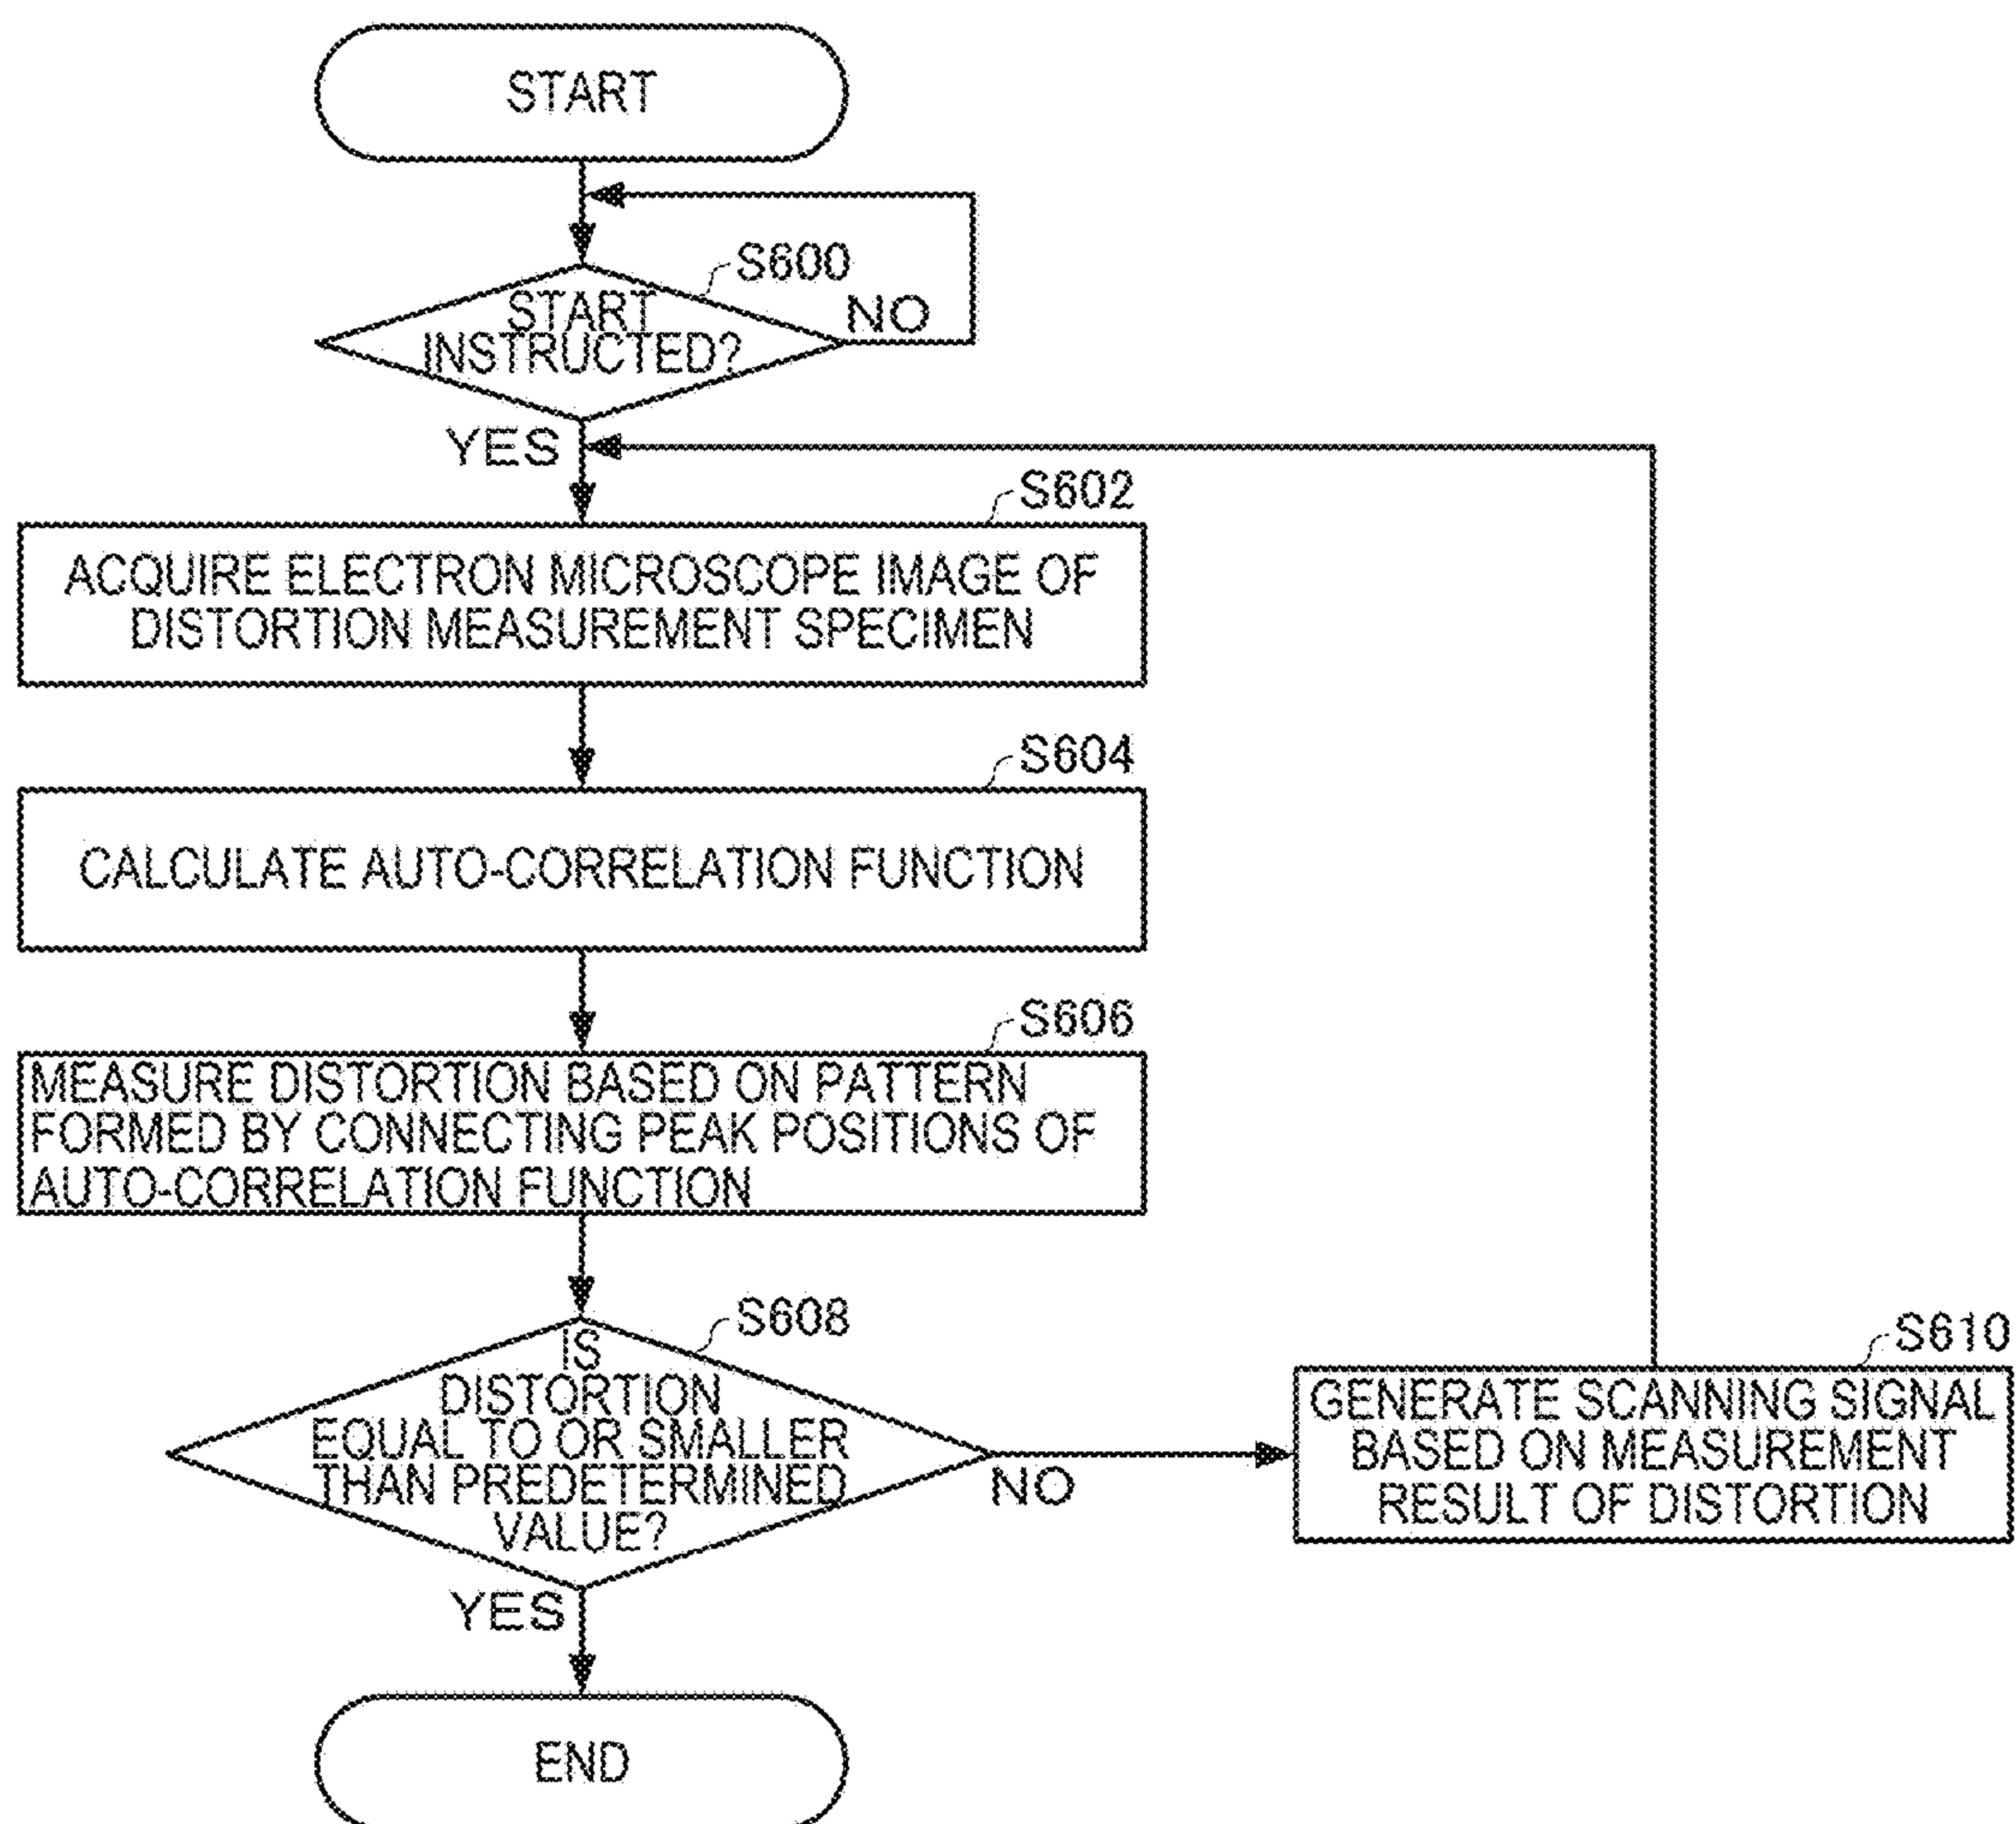 START
S600
START
INSTRUCTED?
NO
YES
S602
ACQUIRE ELECTRON MICROSCOPE IMAGE OF
DISTORTION MEASUREMENT SPECIMEN
S604
CALCULATE AUTO-CORRELATION FUNCTION
S606
MEASURE DISTORTION BASED ON PATTERN
FORMED BY CONNECTING PEAK POSITIONS OF
AUTO-CORRELATION FUNCTION
S608
IS
DISTORTION
EQUAL TO OR SMALLER
THAN PREDETERMINED
VALUE?
NO
S610
GENERATE SCANNING SIGNAL
BASED ON MEASUREMENT
RESULT OF DISTORTION
YES
END